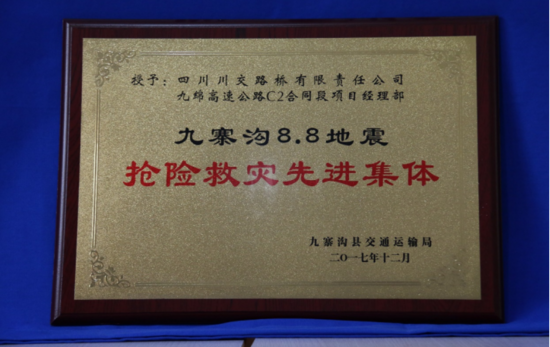 授予：四川川交路桥有限责任公司
九绵高速公路C2合同段项目经理部
九寨沟8.8地震
抢险救灾先进集体
九寨沟县交通运输局
二〇一七年十二月